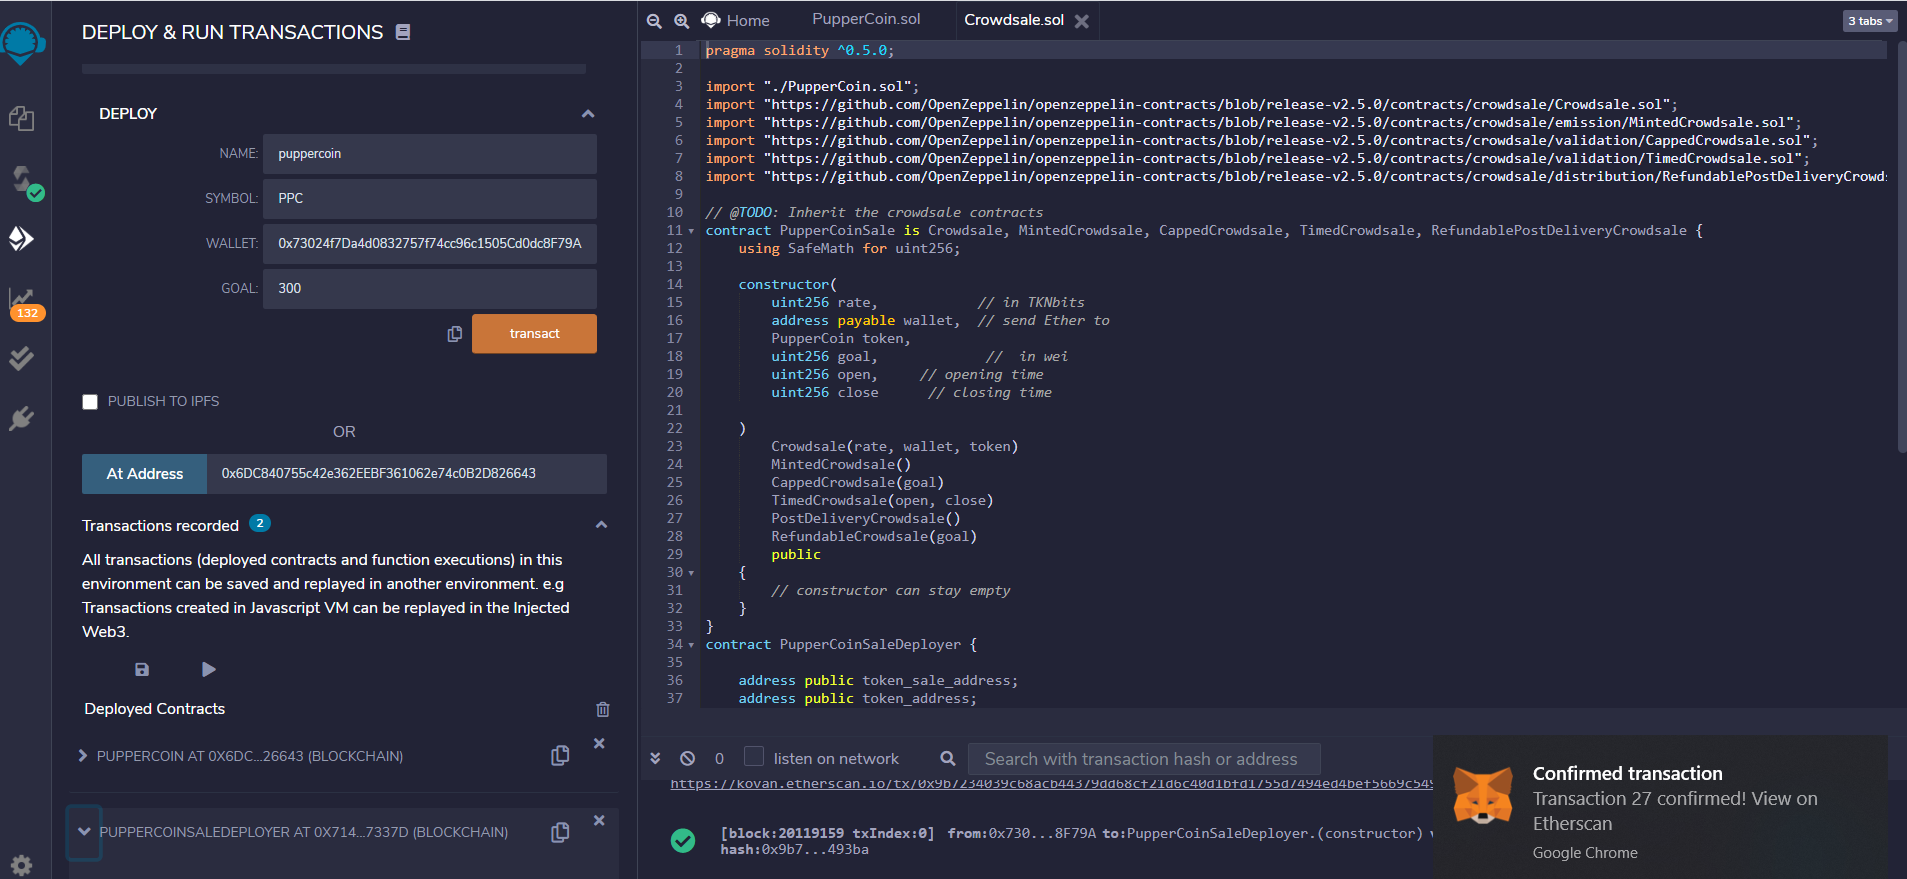 DEPLOY & RUN TRANSACTIONS
DEPLOY
NAME: puppercoin
SYMBOL: PPC
WALLET: 0x73024f7Da4d0832757f74cc96c1505Cd0dc8F79A
GOAL: 300
transact
PUBLISH TO IPFS
OR
At Address 0x6DC840755c42e362EEBF361062e74c0B2D826643
Transactions recorded 2
All transactions (deployed contracts and function executions) in this
environment can be saved and replayed in another environment. e.g
Transactions created in Javascript VM can be replayed in the Injected
Web3.
Deployed Contracts
PUPPERCOIN AT 0X6DC...26643 (BLOCKCHAIN)
PUPPERCOINSALEDEPLOYER AT 0X714...7337D (BLOCKCHAIN)
132
Home PupperCoin.sol Crowdsale.sol 3 tabs
1 pragma solidity ^0.5.0;
2
3 import "./PupperCoin.sol";
4 import "https://github.com/OpenZeppelin/openzeppelin-contracts/blob/release-v2.5.0/contracts/crowdsale/Crowdsale.sol";
5 import "https://github.com/OpenZeppelin/openzeppelin-contracts/blob/release-v2.5.0/contracts/crowdsale/emission/MintedCrowdsale.sol";
6 import "https://github.com/OpenZeppelin/openzeppelin-contracts/blob/release-v2.5.0/contracts/crowdsale/validation/CappedCrowdsale.sol";
7 import "https://github.com/OpenZeppelin/openzeppelin-contracts/blob/release-v2.5.0/contracts/crowdsale/validation/TimedCrowdsale.sol";
8 import "https://github.com/OpenZeppelin/openzeppelin-contracts/blob/release-v2.5.0/contracts/crowdsale/distribution/RefundablePostDeliveryCrowds
9
10 // @TODO: Inherit the crowdsale contracts
11 contract PupperCoinSale is Crowdsale, MintedCrowdsale, CappedCrowdsale, TimedCrowdsale, RefundablePostDeliveryCrowdsale {
12 using SafeMath for uint256;
13
14 constructor(
15 uint256 rate, // in TKNbits
16 address payable wallet, // send Ether to
17 PupperCoin token,
18 uint256 goal, // in wei
19 uint256 open, // opening time
20 uint256 close // closing time
21
22 )
23 Crowdsale(rate, wallet, token)
24 MintedCrowdsale()
25 CappedCrowdsale(goal)
26 TimedCrowdsale(open, close)
27 PostDeliveryCrowdsale()
28 RefundableCrowdsale(goal)
29 public
30 {
31 // constructor can stay empty
32 }
33 }
34 contract PupperCoinSaleDeployer {
35
36 address public token_sale_address;
37 address public token_address;
0 listen on network Search with transaction hash or address
https://kovan.etherscan.io/tx/0x9b7234039c68acb44379dd68cf21d6c40d1bfd1755d7494ed4bef5669c549
[block:20119159 txIndex:0] from:0x730...8F79A to:PupperCoinSaleDeployer.(constructor)
hash:0x9b7...493ba
Confirmed transaction
Transaction 27 confirmed! View on
Etherscan
Google Chrome